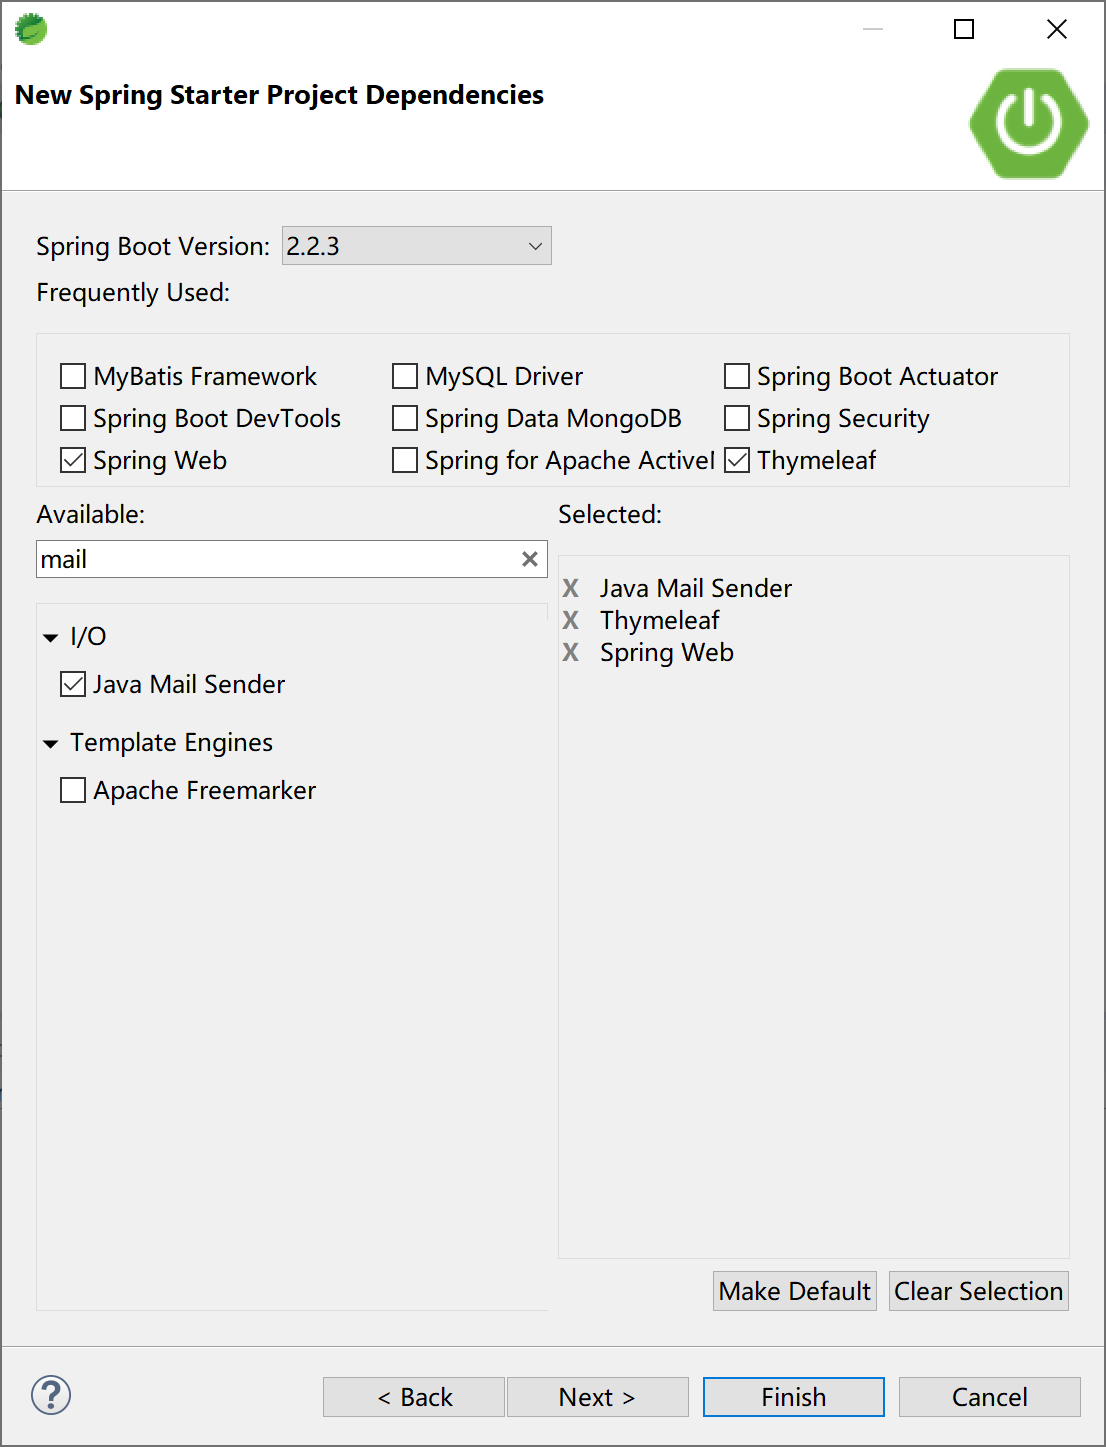 New Spring Starter Project Dependencies
Spring Boot Version: 2.2.3
Frequently Used:
MyBatis Framework MySQL Driver Spring Boot Actuator
Spring Boot DevTools Spring Data MongoDB Spring Security
Spring Web Spring for Apache ActiveI Thymeleaf
Available: Selected:
mail
I/O
Java Mail Sender
Template Engines
Apache Freemarker
X Java Mail Sender
X Thymeleaf
X Spring Web
Make Default Clear Selection
? < Back Next > Finish Cancel